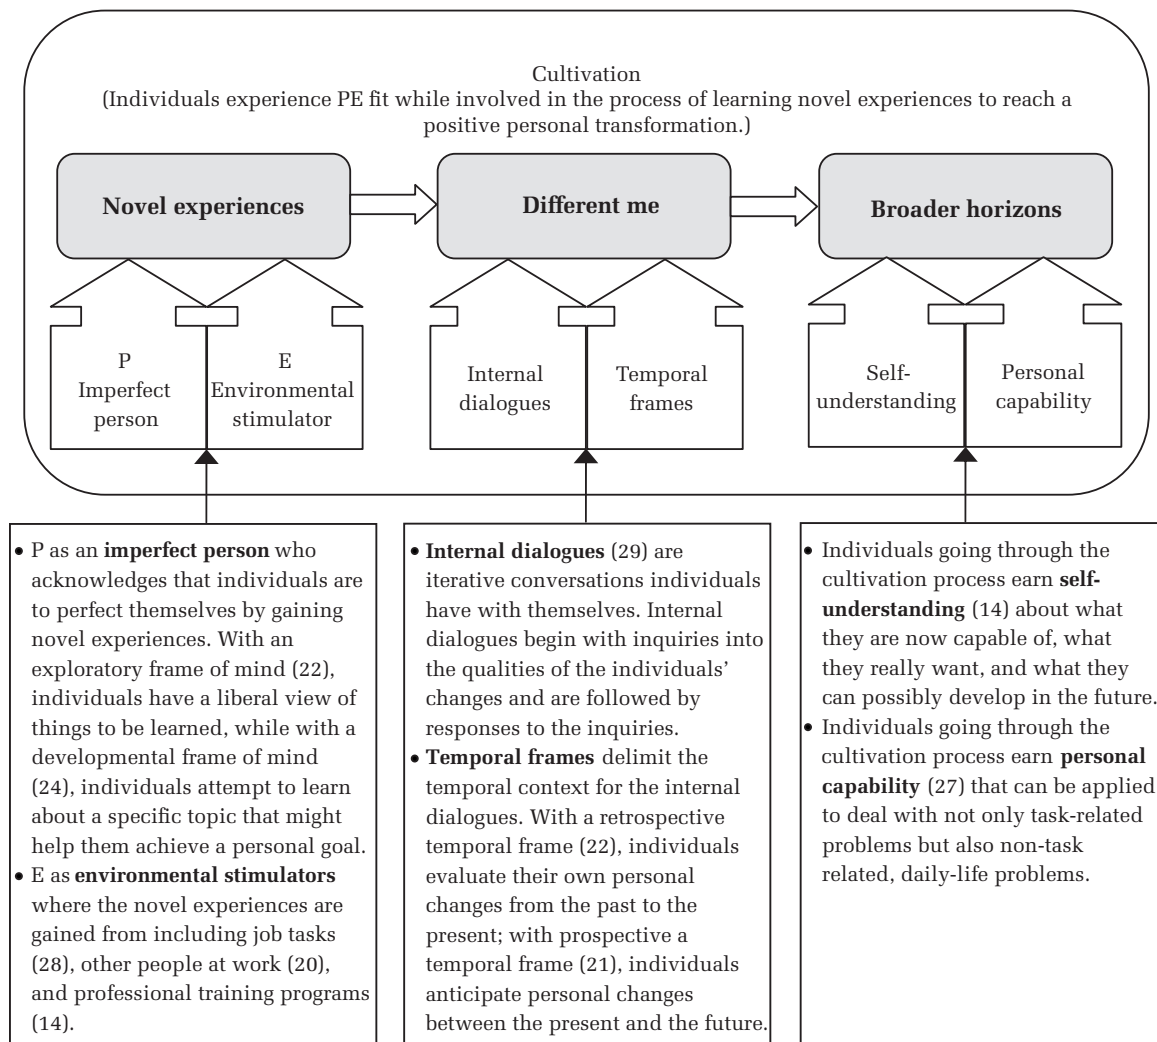 Cultivation
(Individuals experience PE fit while involved in the process of learning novel experiences to reach a
positive personal transformation.)
Novel experiences
Different me
Broader horizons
P
Imperfect
person
E
Environmental
stimulator
Internal
dialogues
Temporal
frames
Self-
understanding
Personal
capability
• P as an imperfect person who
acknowledges that individuals are
to perfect themselves by gaining
novel experiences. With an
exploratory frame of mind (22),
individuals have a liberal view of
things to be learned, while with a
developmental frame of mind
(24), individuals attempt to learn
about a specific topic that might
help them achieve a personal goal.
• E as environmental stimulators
where the novel experiences are
gained from including job tasks
(28), other people at work (20),
and professional training programs
(14).
• Internal dialogues (29) are
iterative conversations individuals
have with themselves. Internal
dialogues begin with inquiries into
the qualities of the individuals’
changes and are followed by
responses to the inquiries.
• Temporal frames delimit the
temporal context for the internal
dialogues. With a retrospective
temporal frame (22), individuals
evaluate their own personal
changes from the past to the
present; with prospective a
temporal frame (21), individuals
anticipate personal changes
between the present and the future.
• Individuals going through the
cultivation process earn self-
understanding (14) about what
they are now capable of, what
they really want, and what they
can possibly develop in the future.
• Individuals going through the
cultivation process earn personal
capability (27) that can be applied
to deal with not only task-related
problems but also non-task
related, daily-life problems.